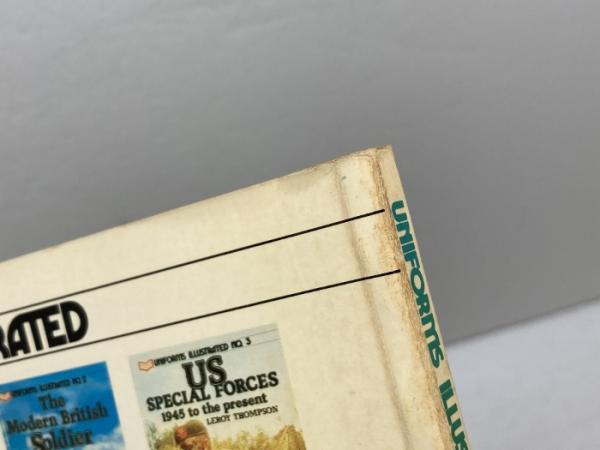 RATED
UNIFORMS ILLUSTRATED NO 2
The
Modern British
Soldier
UNIFORMS ILLUSTRATED NO. 3
US
SPECIAL FORCES
1945 to the present
LEROY THOMPSON
UNIFORMS ILLUS